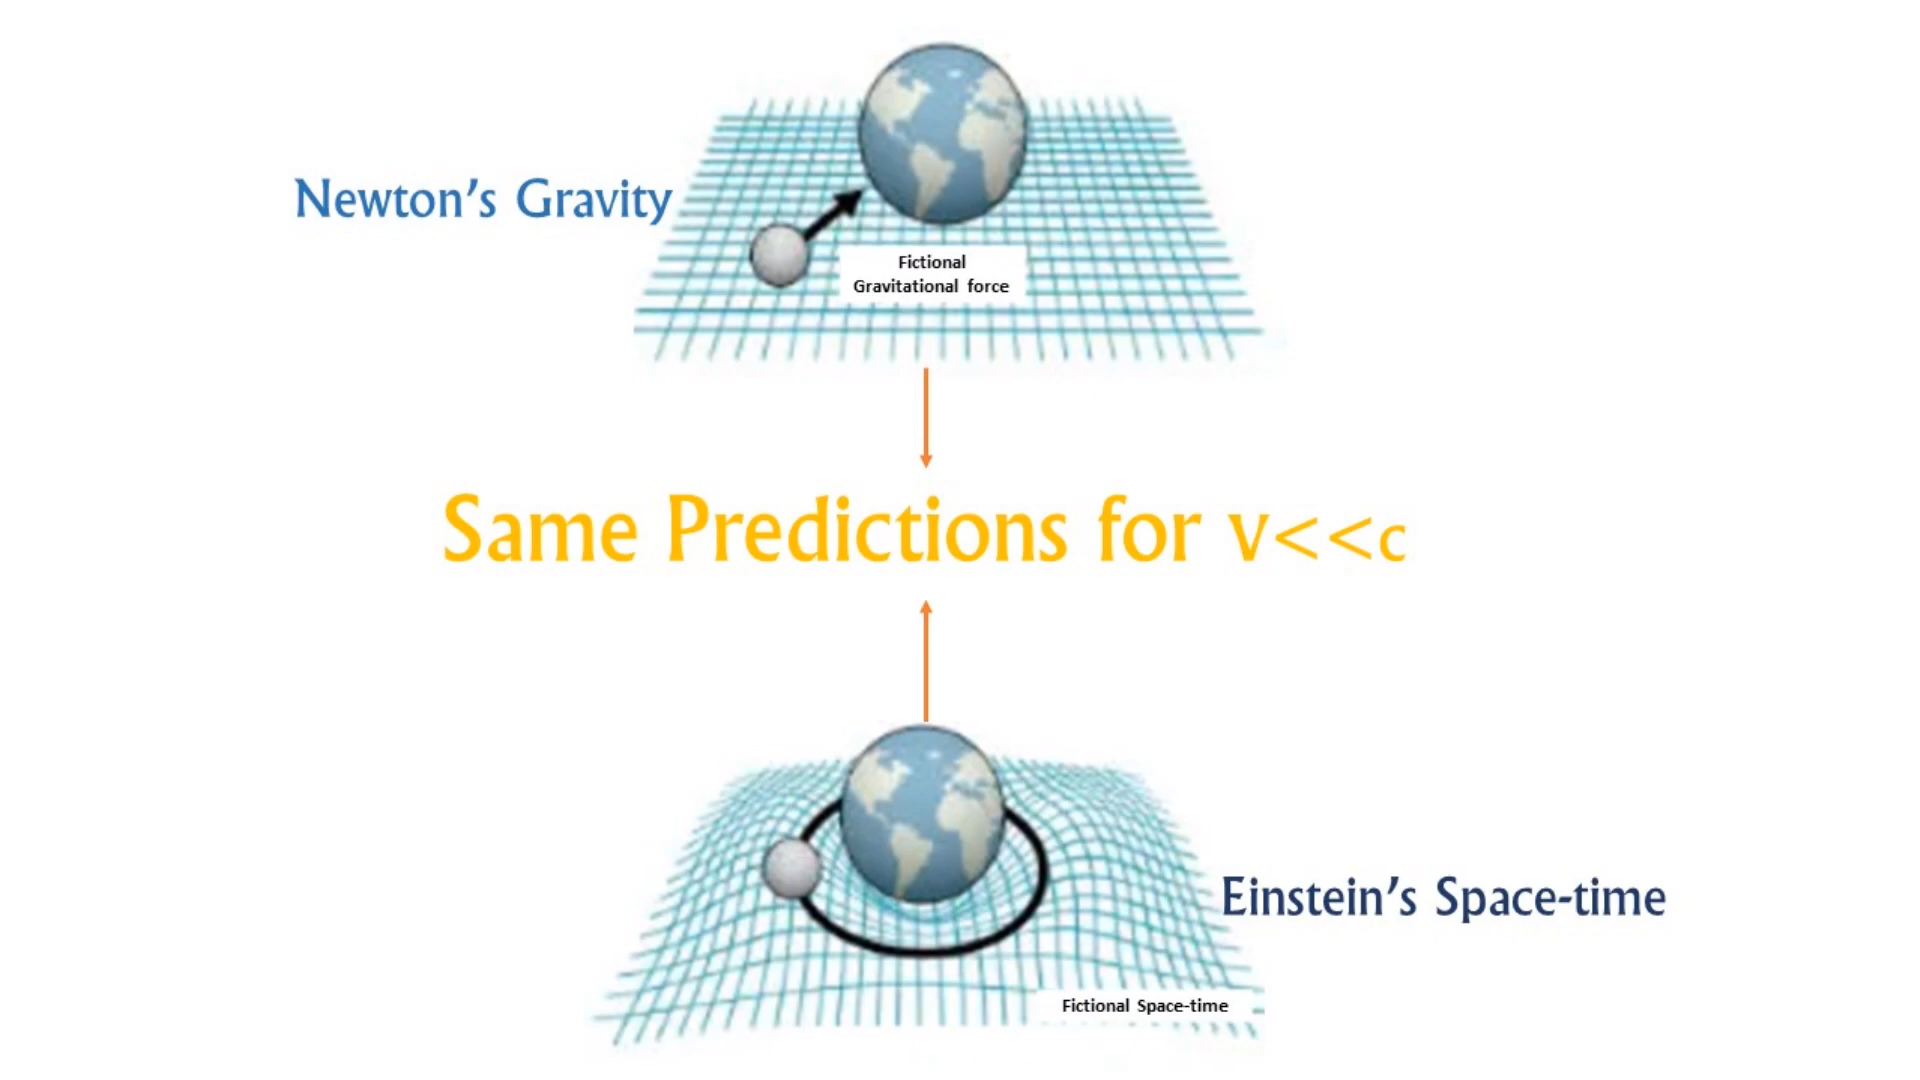 Newton's Gravity
Fictional
Gravitational force
Same Predictions for v<<c
Einstein's Space-time
Fictional Space-time